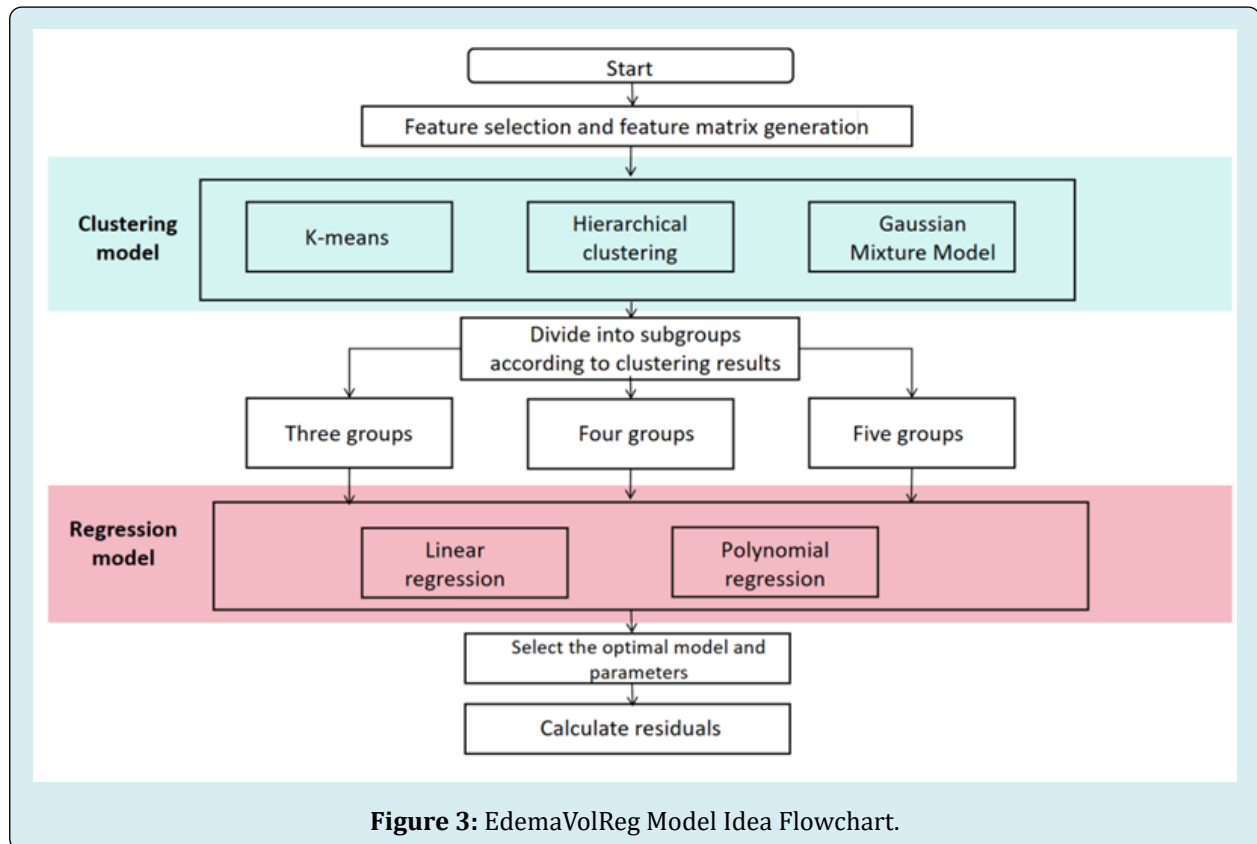 Start
Feature selection and feature matrix generation
Clustering
model
K-means
Hierarchical
clustering
Gaussian
Mixture Model
Divide into subgroups
according to clustering results
Three groups
Four groups
Five groups
Regression
model
Linear
regression
Polynomial
regression
Select the optimal model and
parameters
Calculate residuals
Figure 3: EdemaVolReg Model Idea Flowchart.